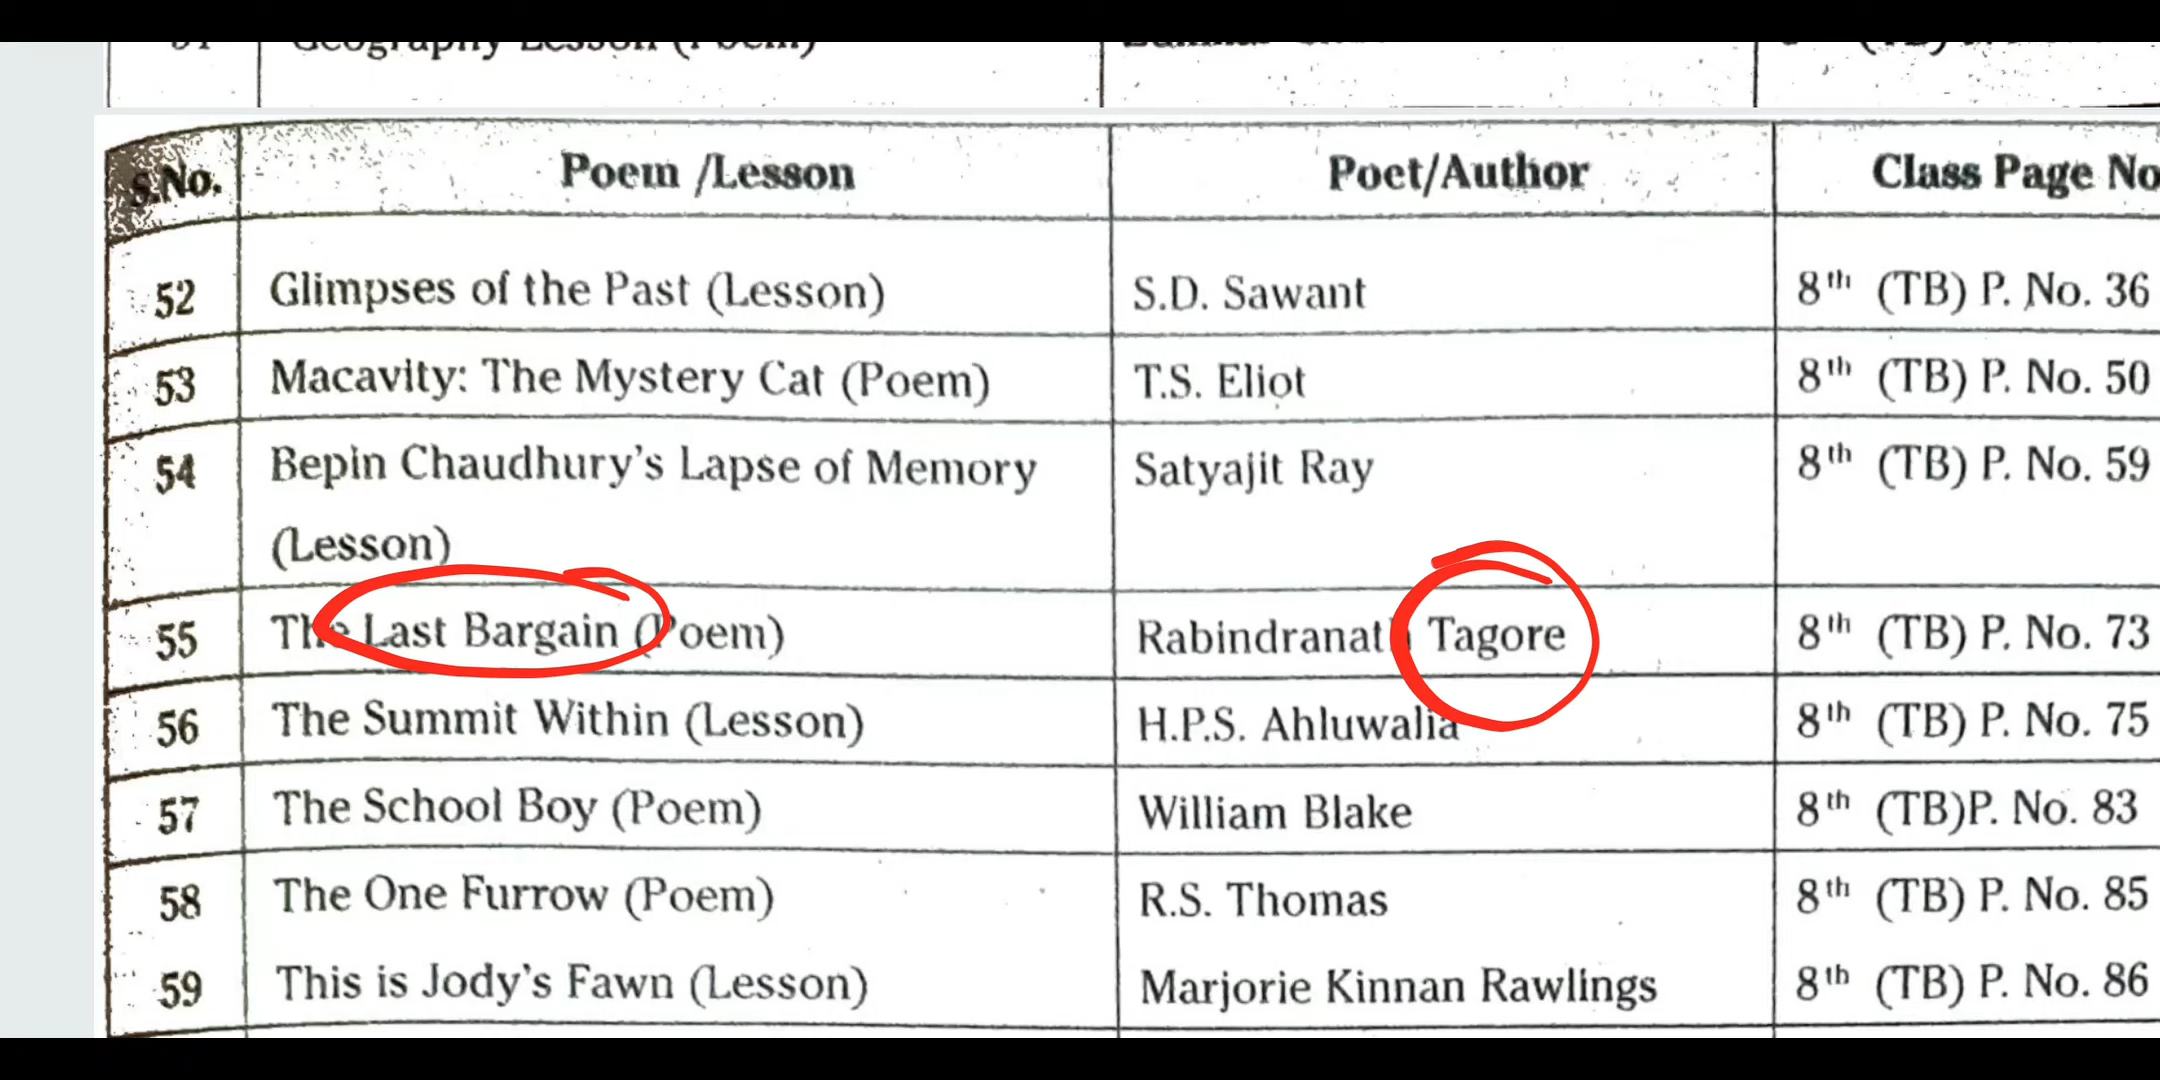 Geography Lesson (Poem)
S.No. Poem /Lesson Poet/Author Class Page No
52 Glimpses of the Past (Lesson) S.D. Sawant 8th (TB) P. No. 36
53 Macavity: The Mystery Cat (Poem) T.S. Eliot 8th (TB) P. No. 50
54 Bepin Chaudhury's Lapse of Memory Satyajit Ray 8th (TB) P. No. 59
(Lesson)
55 The Last Bargain (Poem) Rabindranath Tagore 8th (TB) P. No. 73
56 The Summit Within (Lesson) H.P.S. Ahluwalia 8th (TB) P. No. 75
57 The School Boy (Poem) William Blake 8th (TB)P. No. 83
58 The One Furrow (Poem) R.S. Thomas 8th (TB) P. No. 85
59 This is Jody's Fawn (Lesson) Marjorie Kinnan Rawlings 8th (TB) P. No. 86